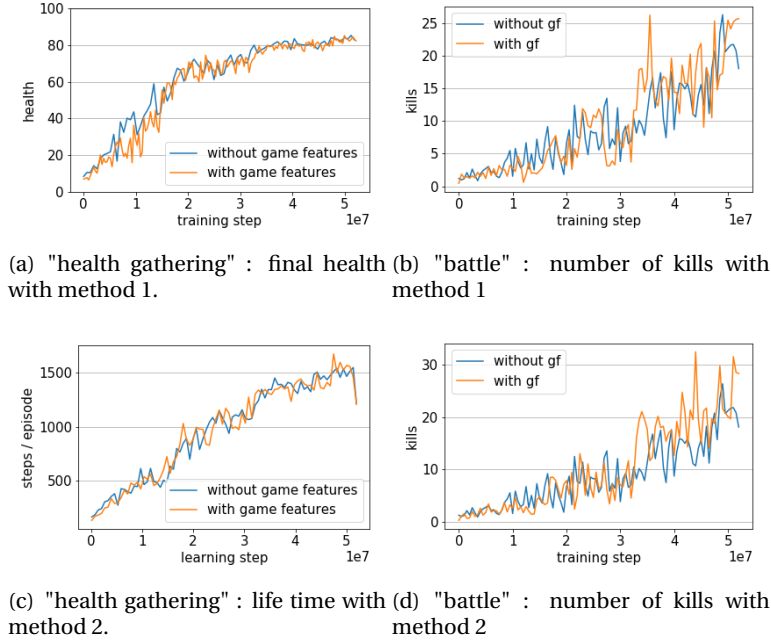 100
80
60
40
20
0
health
without game features
with game features
0
1
2
3
4
5
training step
1e7
25
20
15
10
5
0
kills
without gf
with gf
0
1
2
3
4
5
training step
1e7
(a) "health gathering" : final health
with method 1.
(b) "battle" : number of kills with
method 1
1500
1000
500
steps / episode
without game features
with game features
0
1
2
3
4
5
learning step
1e7
30
20
10
0
kills
without gf
with gf
0
1
2
3
4
5
training step
1e7
(c) "health gathering" : life time with
method 2.
(d) "battle" : number of kills with
method 2